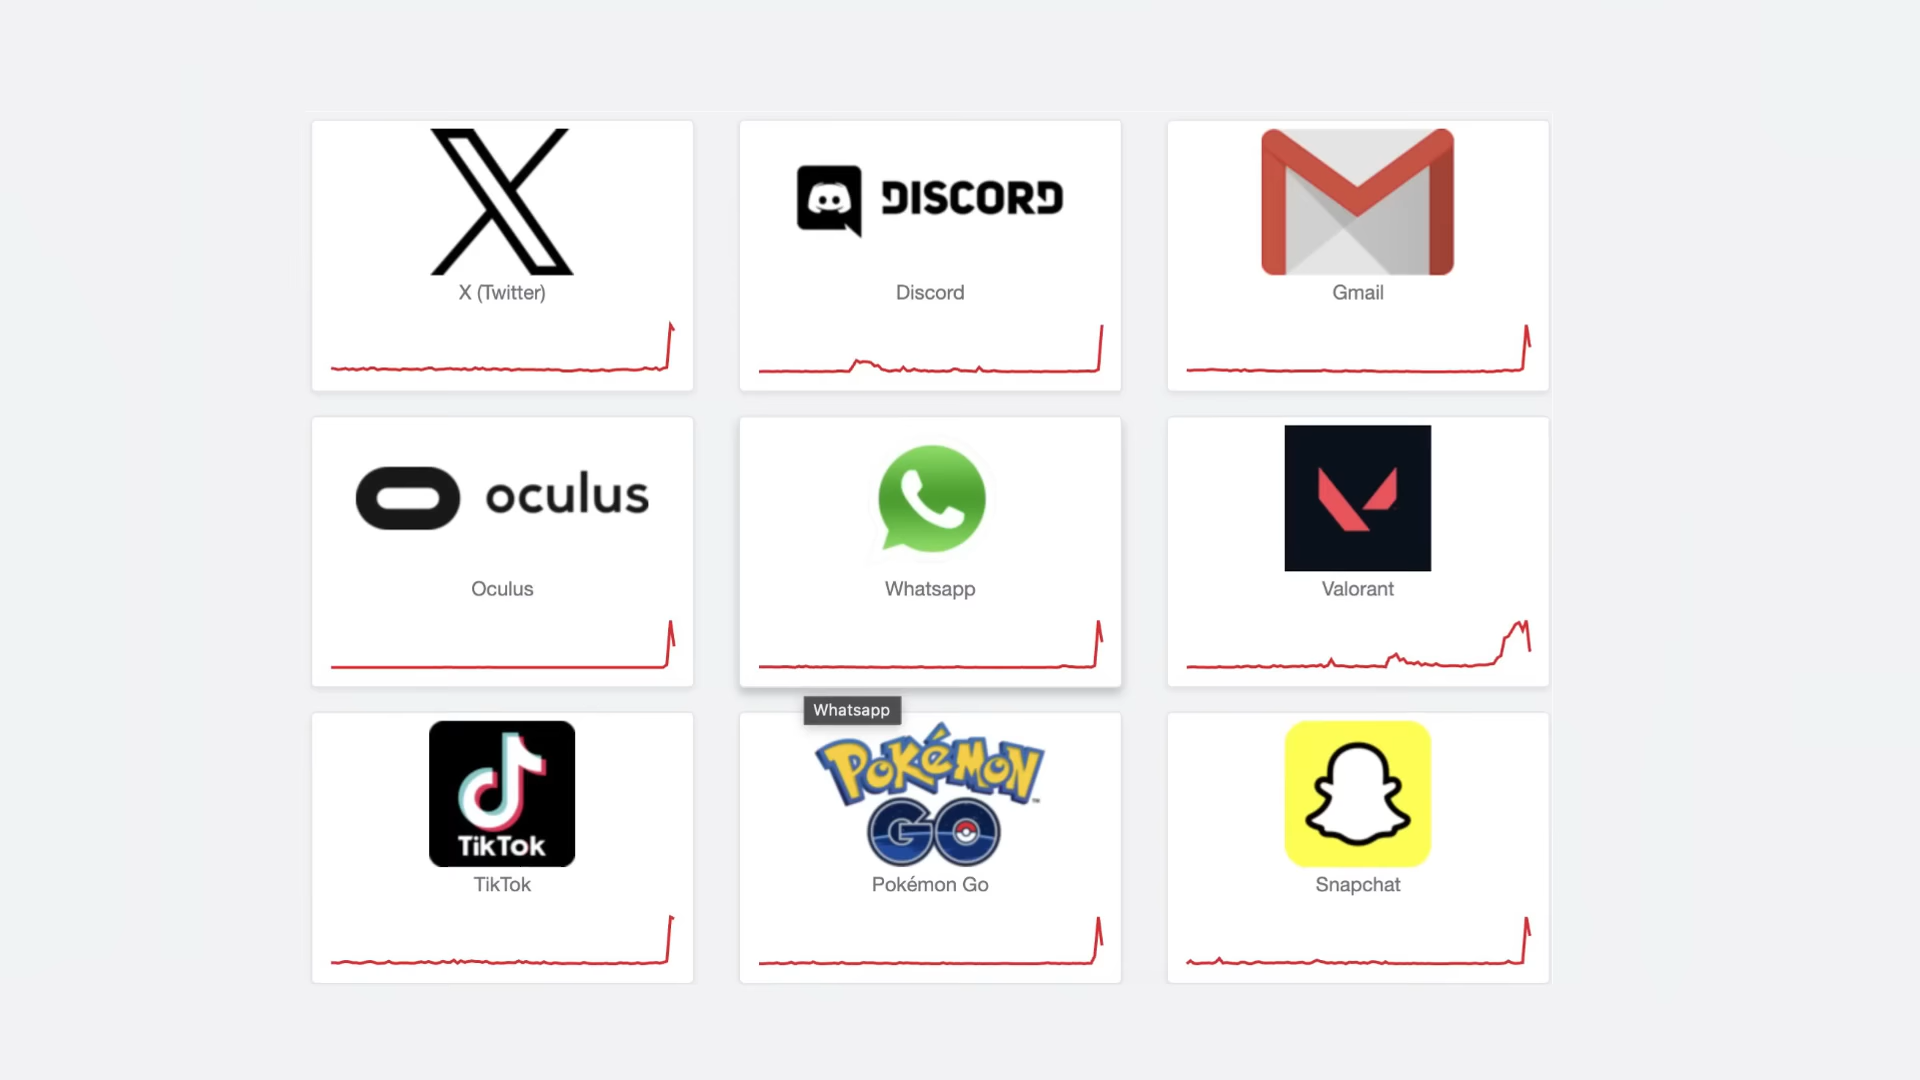 DISCORD
X (Twitter)
Discord
Gmail
oculus
Oculus
Whatsapp
Valorant
Whatsapp
TikTok
POKÉMON
GO
TikTok
Pokémon Go
Snapchat